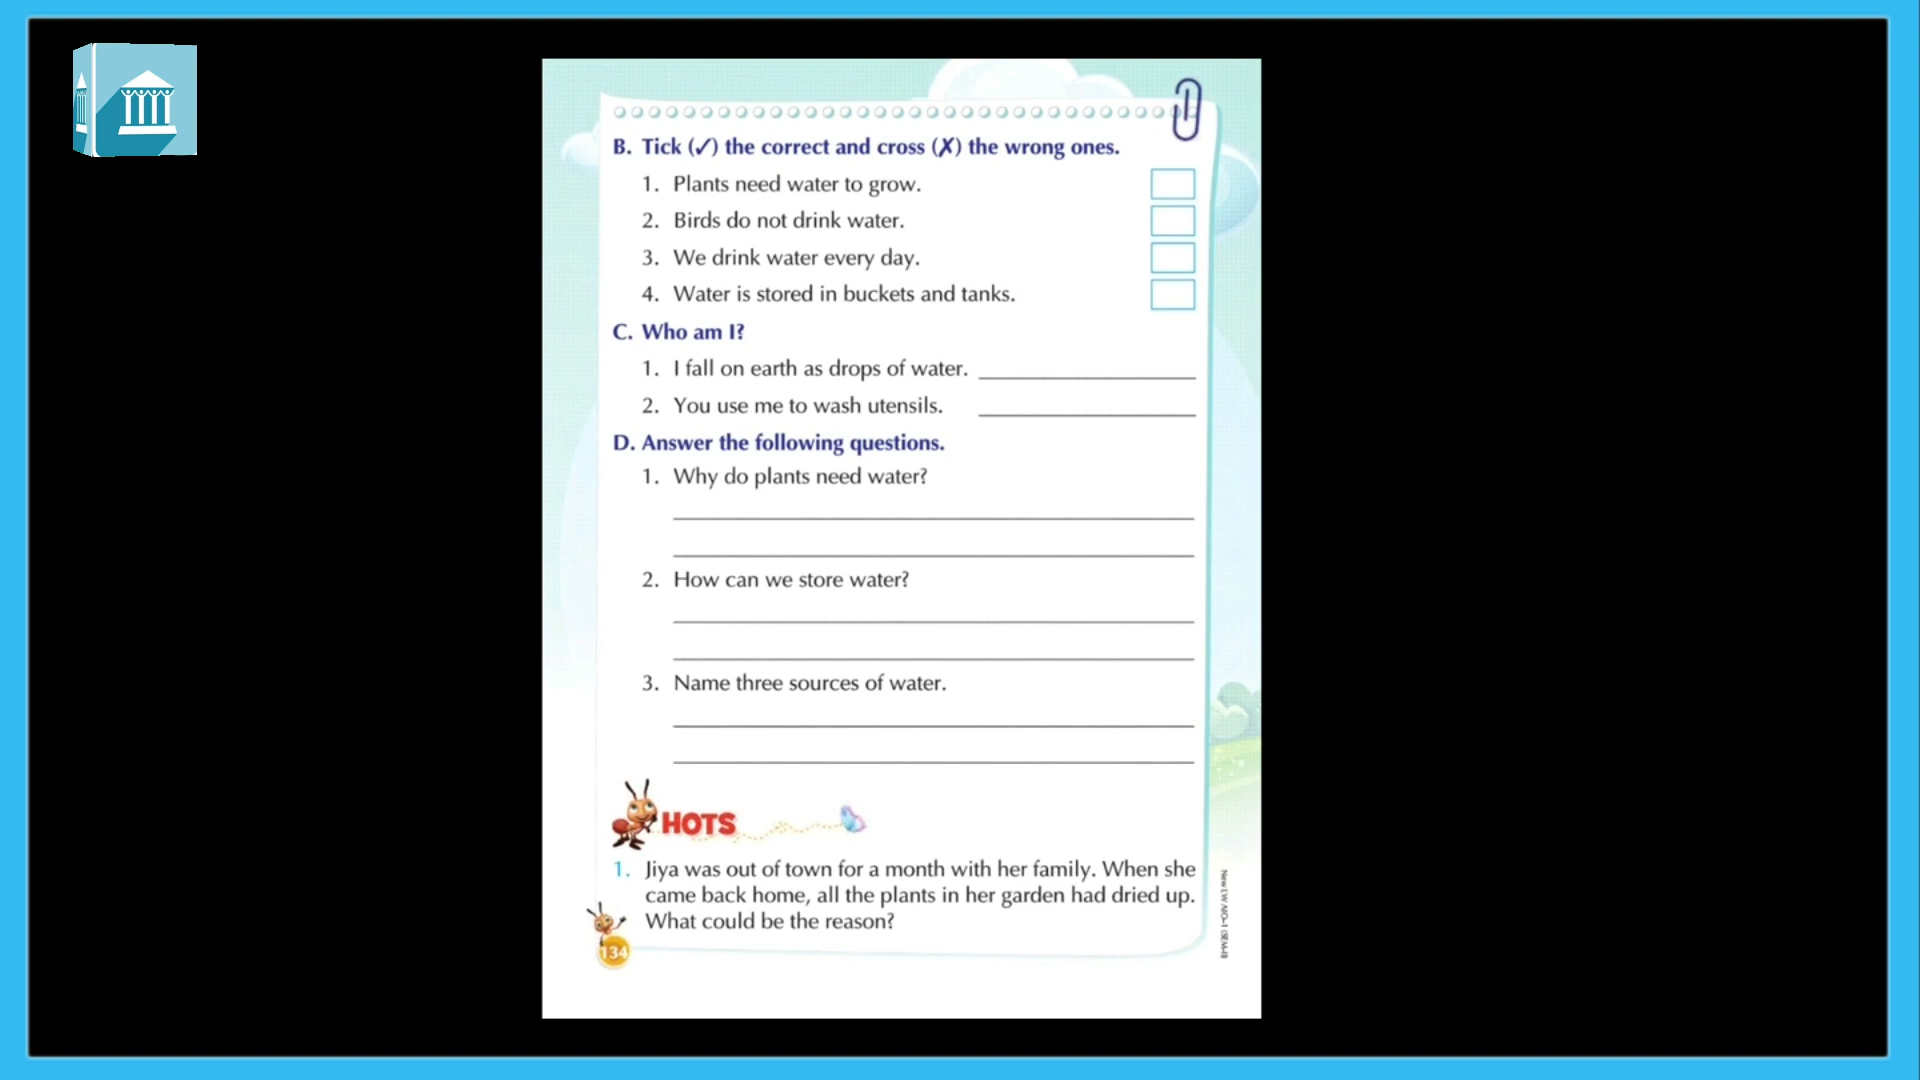 B. Tick (✓) the correct and cross (✗) the wrong ones.
1. Plants need water to grow.
2. Birds do not drink water.
3. We drink water every day.
4. Water is stored in buckets and tanks.
C. Who am I?
1. I fall on earth as drops of water.
2. You use me to wash utensils.
D. Answer the following questions.
1. Why do plants need water?
2. How can we store water?
3. Name three sources of water.
HOTS
1. Jiya was out of town for a month with her family. When she
came back home, all the plants in her garden had dried up.
What could be the reason?
134